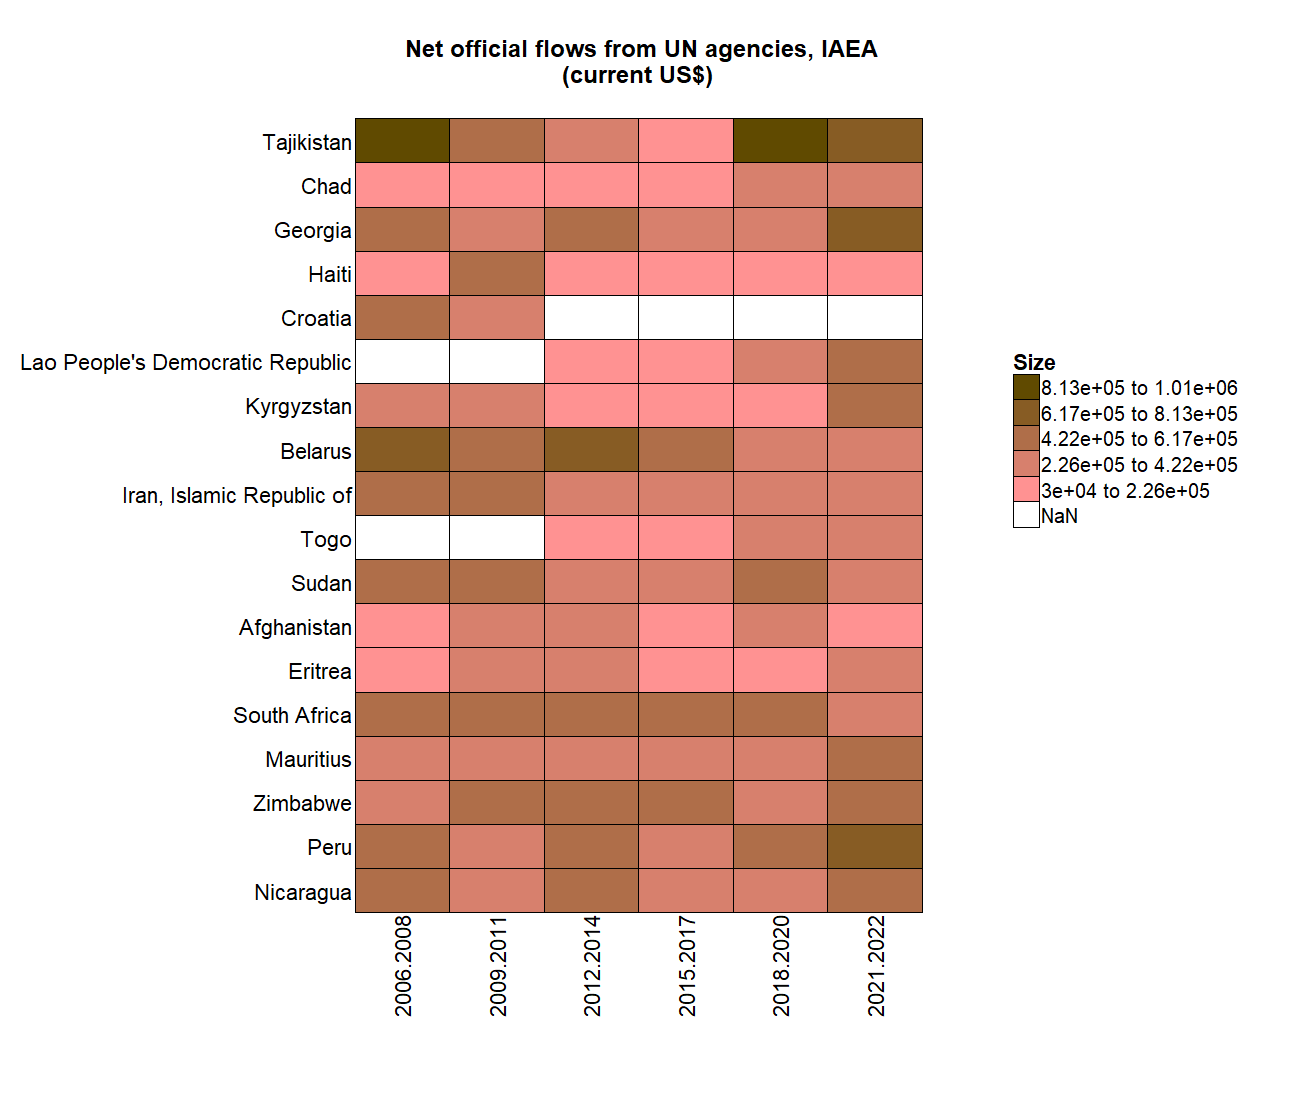 Net official flows from UN agencies, IAEA
(current US$)
Tajikistan
Chad
Georgia
Haiti
Croatia
Lao People's Democratic Republic
Kyrgyzstan
Belarus
Iran, Islamic Republic of
Togo
Sudan
Afghanistan
Eritrea
South Africa
Mauritius
Zimbabwe
Peru
Nicaragua
2006.2008
2009.2011
2012.2014
2015.2017
2018.2020
2021.2022
Size
8.13e+05 to 1.01e+06
6.17e+05 to 8.13e+05
4.22e+05 to 6.17e+05
2.26e+05 to 4.22e+05
3e+04 to 2.26e+05
NaN